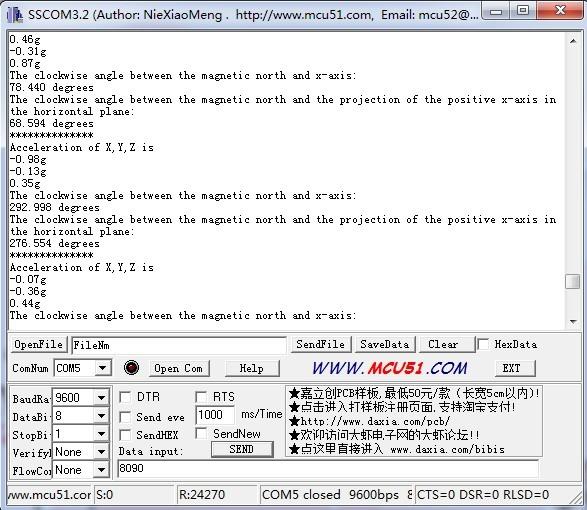 SSCOM3.2 (Author: NieXiaoMeng .  http://www.mcu51.com,  Email: mcu52@...
0.46g
-0.31g
0.87g
The clockwise angle between the magnetic north and x-axis:
78.440 degrees
The clockwise angle between the magnetic north and the projection of the positive x-axis in
the horizontal plane:
68.594 degrees
**************
Acceleration of X,Y,Z is
-0.98g
-0.13g
0.35g
The clockwise angle between the magnetic north and x-axis:
292.998 degrees
The clockwise angle between the magnetic north and the projection of the positive x-axis in
the horizontal plane:
276.554 degrees
**************
Acceleration of X,Y,Z is
-0.07g
-0.36g
0.44g
The clockwise angle between the magnetic north and x-axis:
OpenFile FileNm SendFile SaveData Clear HexData
ComNum COM5 Open Com Help WWW.MCU51.COM EXT
BaudRa 9600 DTR RTS
DataBi 8 Send eve 1000 ms/Time
StopBi 1 SendHEX SendNew
Verify None Data input: SEND
FlowCon None 8090
★嘉立创PCB样板,最低50元/款（长宽5cm以内)!
★点击进入打样板注册页面,支持淘宝支付!
★http://www.daxia.com/pcb/
★欢迎访问大虾电子网的大虾论坛!!
★点这里直接进入 www.daxia.com/bibis
www.mcu51.cor S:0 R:24270 COM5 closed 9600bps 8 CTS=0 DSR=0 RLSD=0